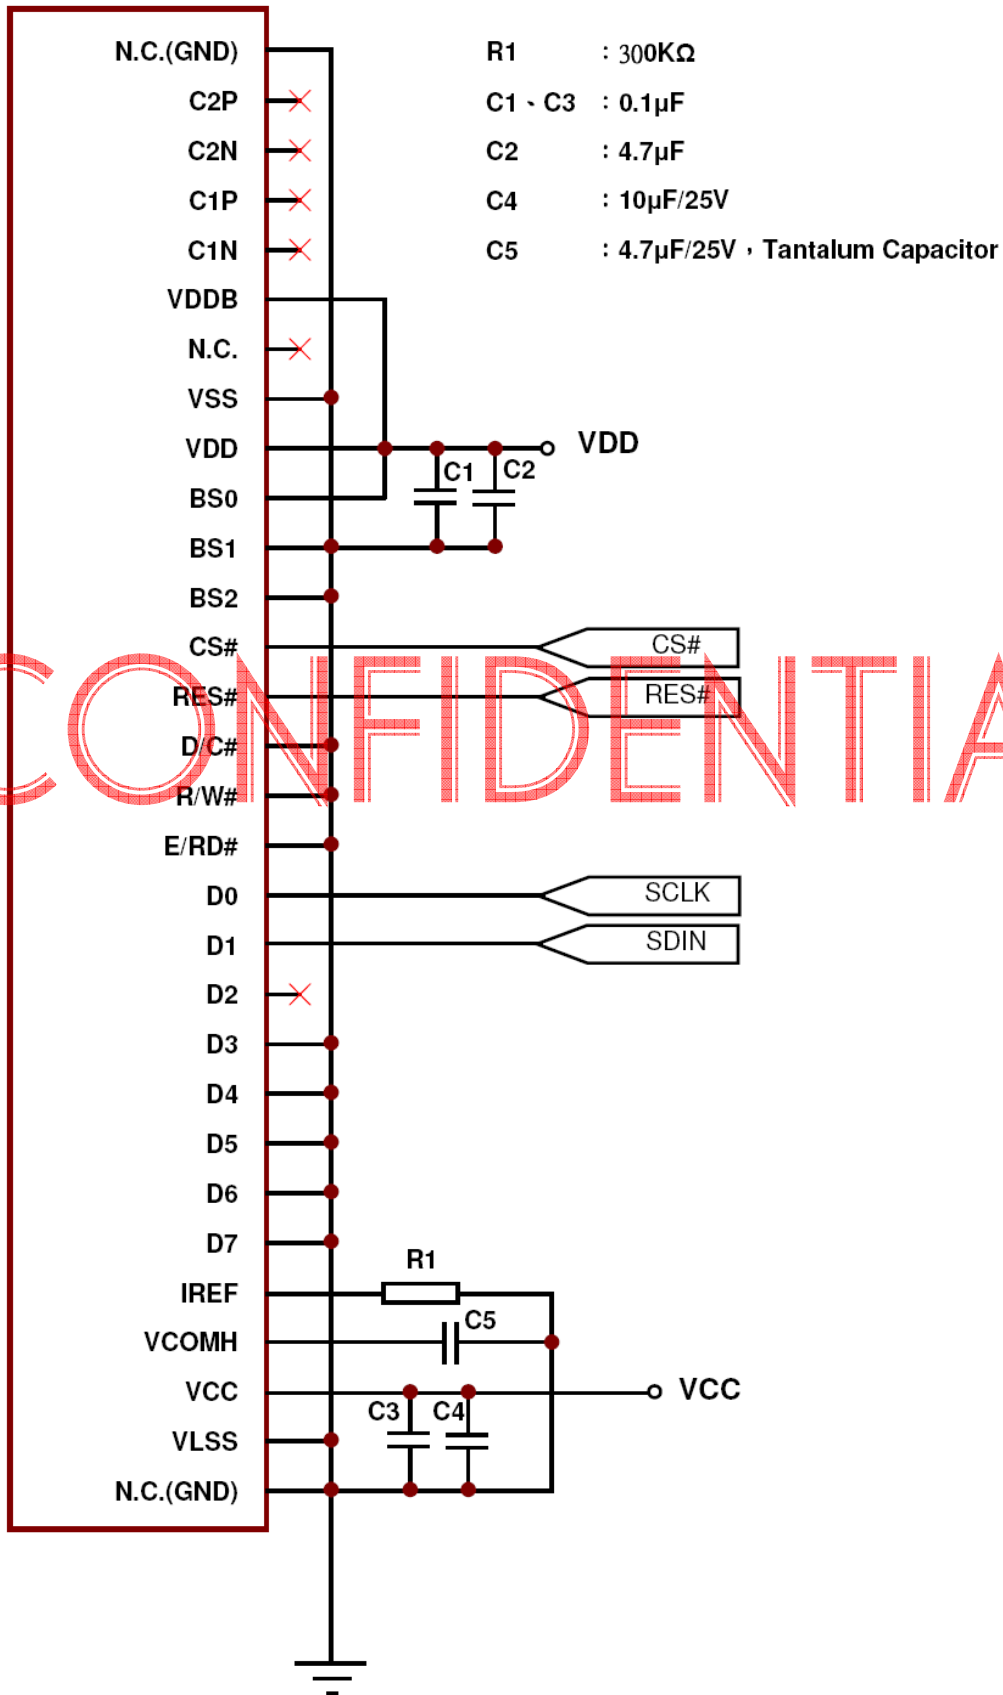 N.C.(GND)
C2P
C2N
C1P
C1N
VDDB
N.C.
VSS
VDD
BS0
BS1
BS2
CS#
RES#
D/C#
R/W#
E/RD#
D0
D1
D2
D3
D4
D5
D6
D7
IREF
VCOMH
VCC
VLSS
N.C.(GND)
R1 : 300KΩ
C1、C3 : 0.1μF
C2 : 4.7μF
C4 : 10μF/25V
C5 : 4.7μF/25V，Tantalum Capacitor
VDD
C1
C2
CS#
RES#
CONFIDENTIA
SCLK
SDIN
R1
C5
VCC
C3
C4